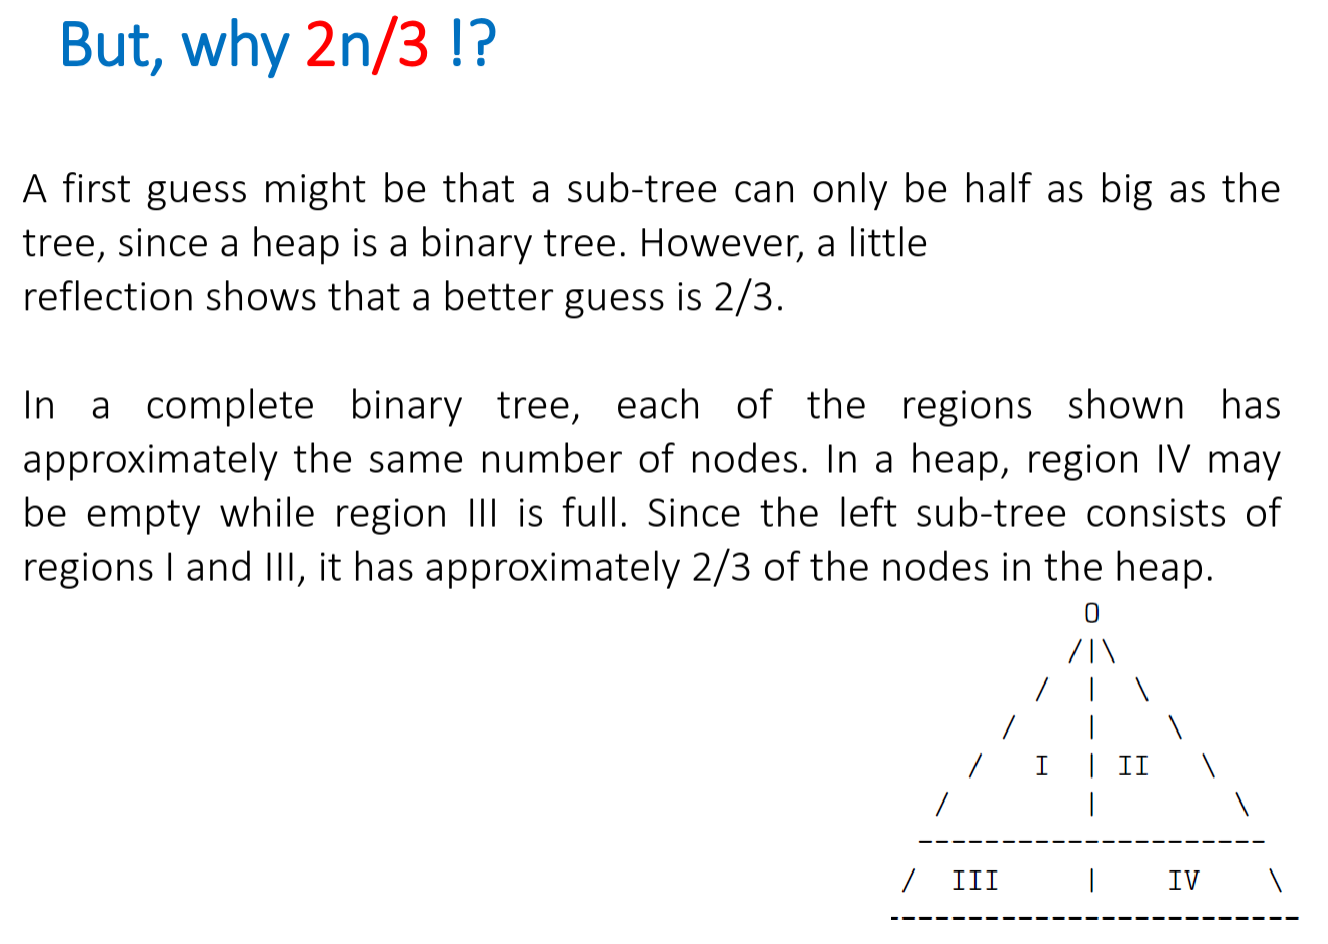 But, why 2n/3 !?
A first guess might be that a sub-tree can only be half as big as the
tree, since a heap is a binary tree. However, a little
reflection shows that a better guess is 2/3.
In a complete binary tree, each of the regions shown has
approximately the same number of nodes. In a heap, region IV may
be empty while region III is full. Since the left sub-tree consists of
regions I and III, it has approximately 2/3 of the nodes in the heap.
O
/|\
/ | \
/ | \
/ I | II \
/ | \
---------------------
/ III | IV \
--------------------------